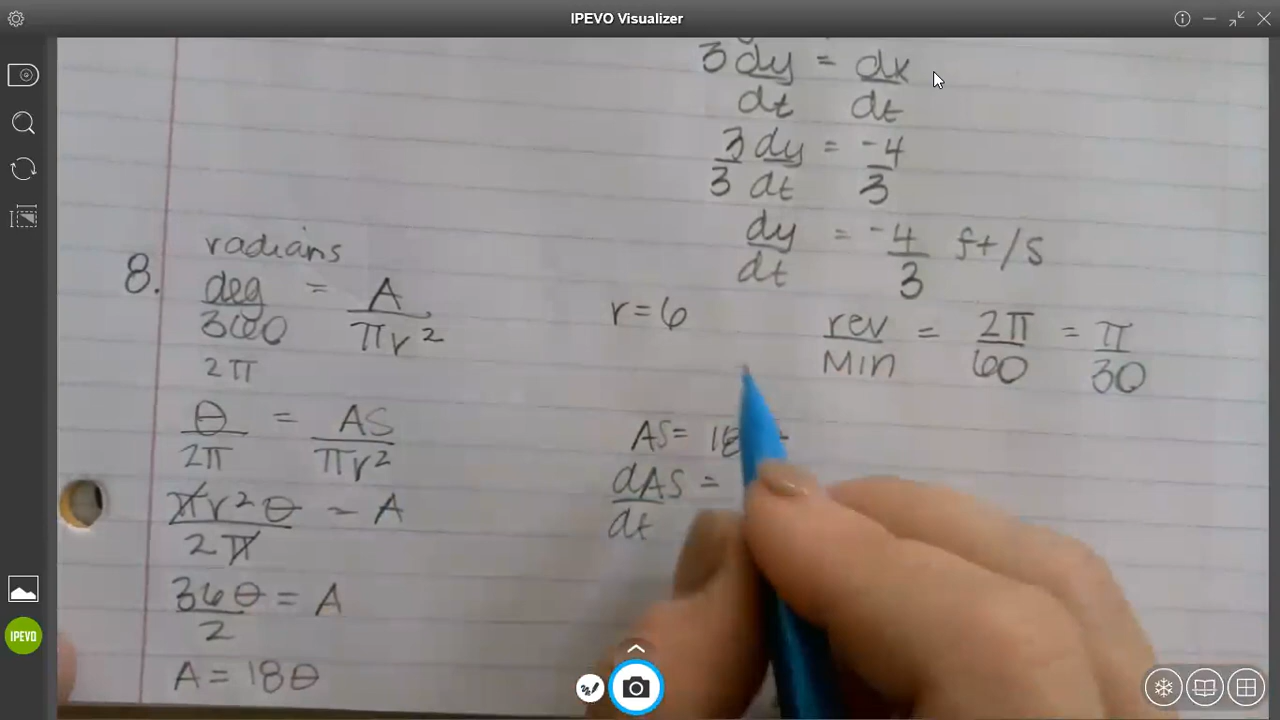 IPEVO Visualizer
3 dy/dt = dx/dt
3/3 dy/dt = -4/3
dy/dt = -4/3 ft/s
8. radians
deg/360 = A/πr²
2π
r=6
rev/Min = 2π/60 = π/30
θ/2π = AS/πr²
πr²θ/2π - A
36θ/2 = A
A = 18θ
AS= 18
dAS/dt =
IPEVO